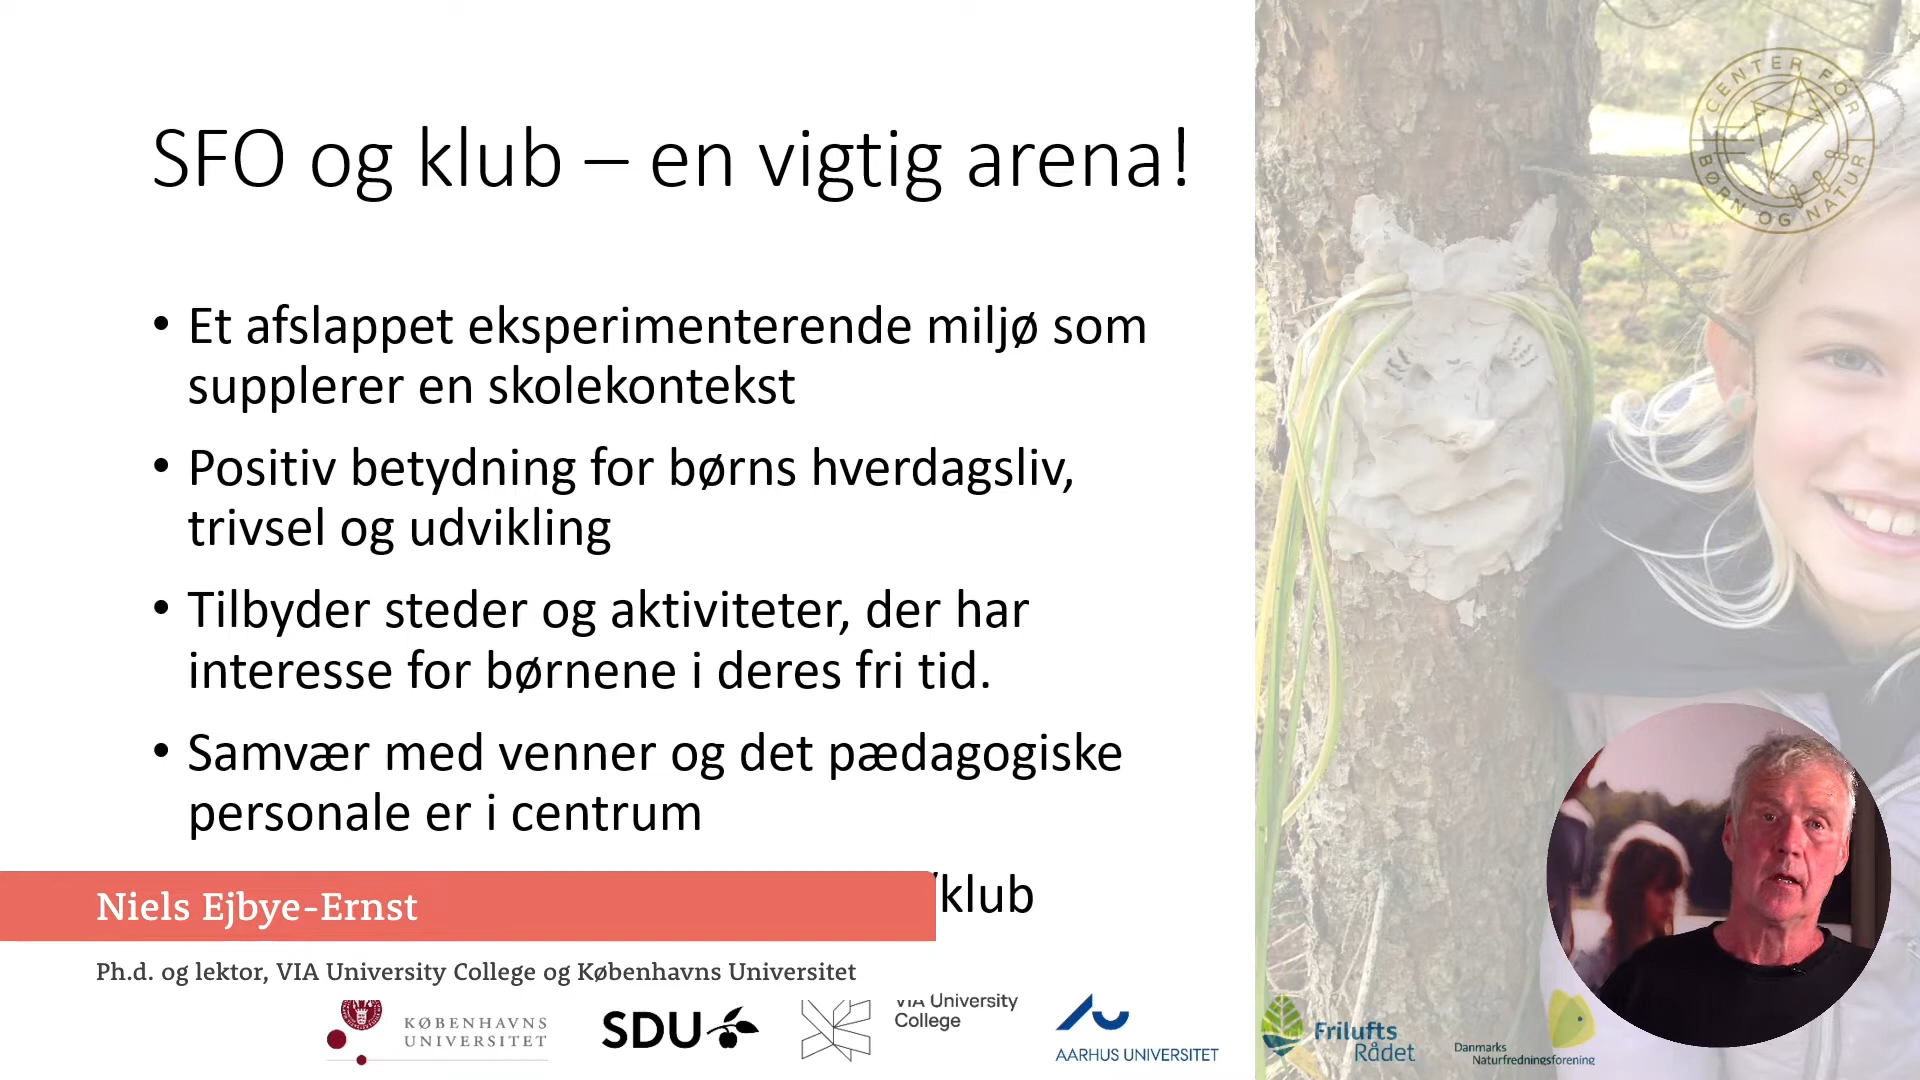 SFO og klub – en vigtig arena!
• Et afslappet eksperimenterende miljø som
supplerer en skolekontekst
• Positiv betydning for børns hverdagsliv,
trivsel og udvikling
• Tilbyder steder og aktiviteter, der har
interesse for børnene i deres fri tid.
• Samvær med venner og det pædagogiske
personale er i centrum
/klub
Niels Ejbye-Ernst
Ph.d. og lektor, VIA University College og Københavns Universitet
KØBENHAVNS
UNIVERSITET
SDU
VIA University
College
AARHUS UNIVERSITET
Frilufts
Rådet
Danmarks
Naturfredningsforening
CENTER FOR
BØRN OG NATUR